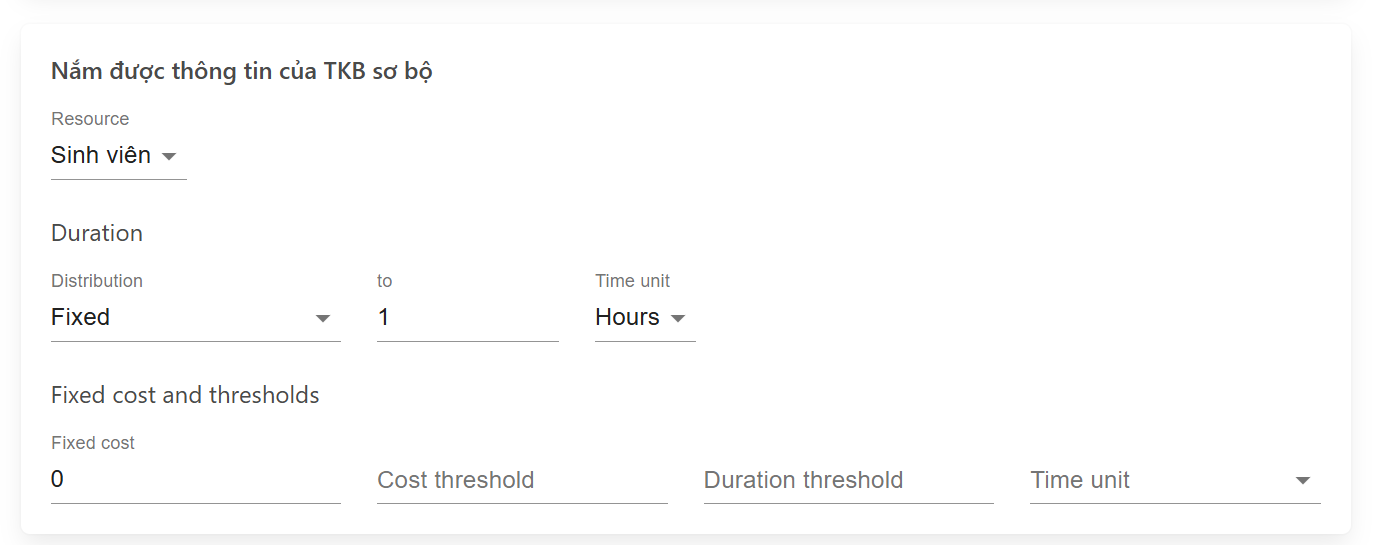 Nắm được thông tin của TKB sơ bộ
Resource
Sinh viên
Duration
Distribution to Time unit
Fixed 1 Hours
Fixed cost and thresholds
Fixed cost
0 Cost threshold Duration threshold Time unit